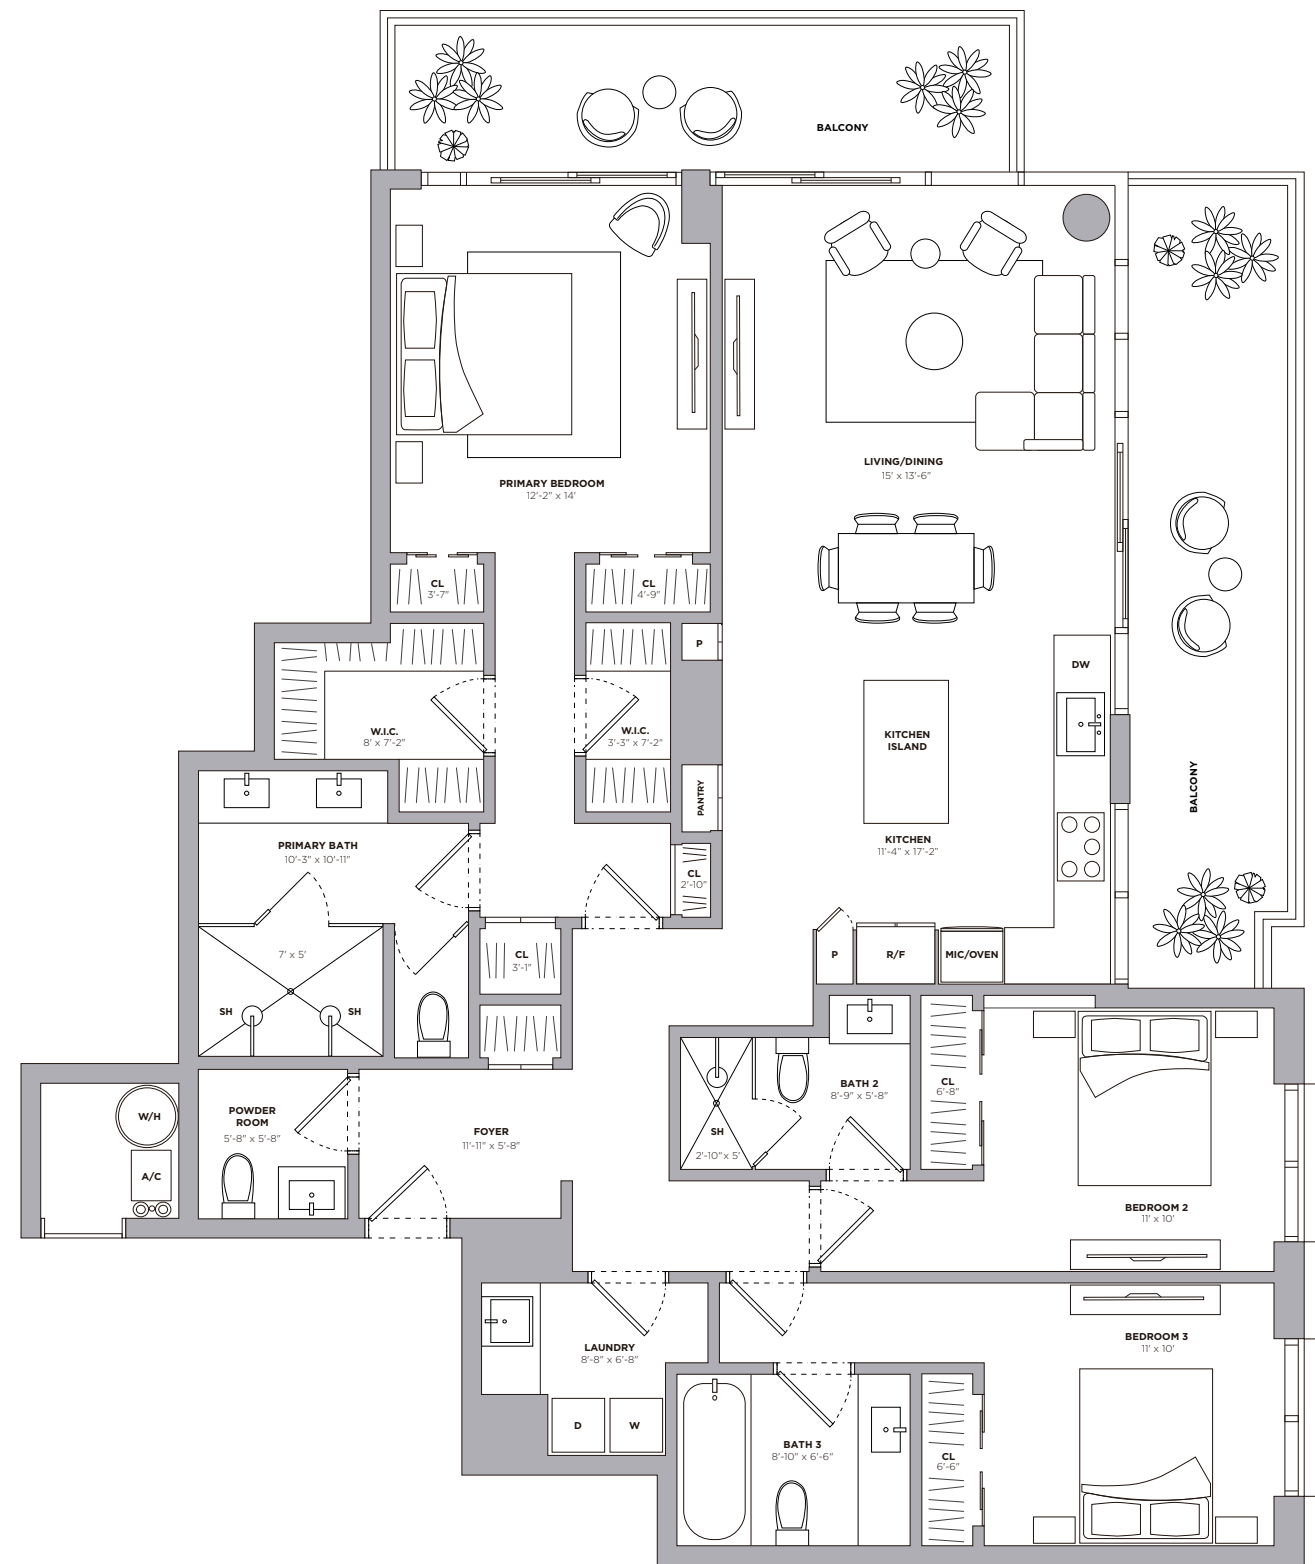 BALCONY
PRIMARY BEDROOM
12'-2" x 14'
LIVING/DINING
15' x 13'-6"
CL
3'-7"
CL
4'-9"
P
DW
W.I.C.
8' x 7'-2"
W.I.C.
3'-3" x 7'-2"
KITCHEN
ISLAND
PANTRY
BALCONY
PRIMARY BATH
10'-3" x 10'-11"
KITCHEN
11'-4" x 17'-2"
CL
2'-10"
7' x 5'
SH
SH
CL
3'-1"
P
R/F
MIC/OVEN
W/H
A/C
POWDER
ROOM
5'-8" x 5'-8"
FOYER
11'-11" x 5'-8"
SH
2'-10" x 5'
BATH 2
8'-9" x 5'-8"
CL
6'-8"
BEDROOM 2
11' x 10'
LAUNDRY
8'-8" x 6'-8"
BEDROOM 3
11' x 10'
D
W
BATH 3
8'-10" x 6'-6"
CL
6'-6"